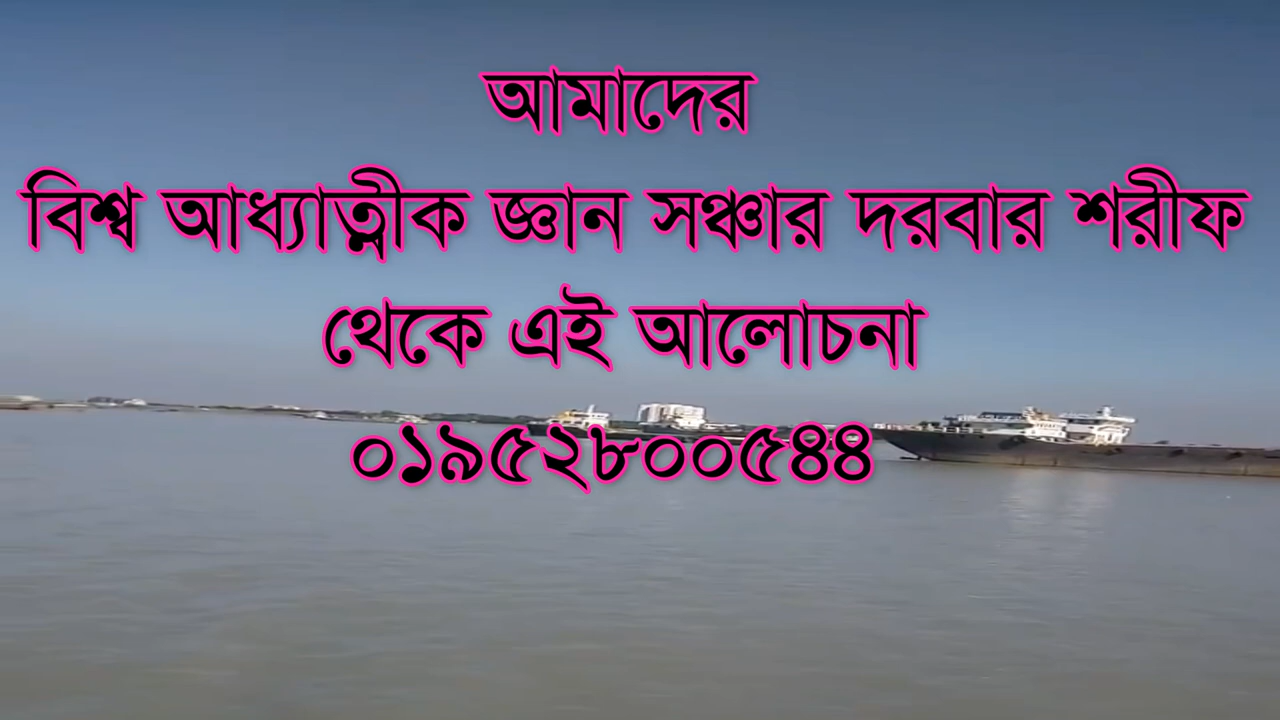 আমাদের
বিশ্ব আধ্যাত্নীক জ্ঞান সঞ্চার দরবার শরীফ
থেকে এই আলোচনা
০১৯৫২৮০০৫৪৪